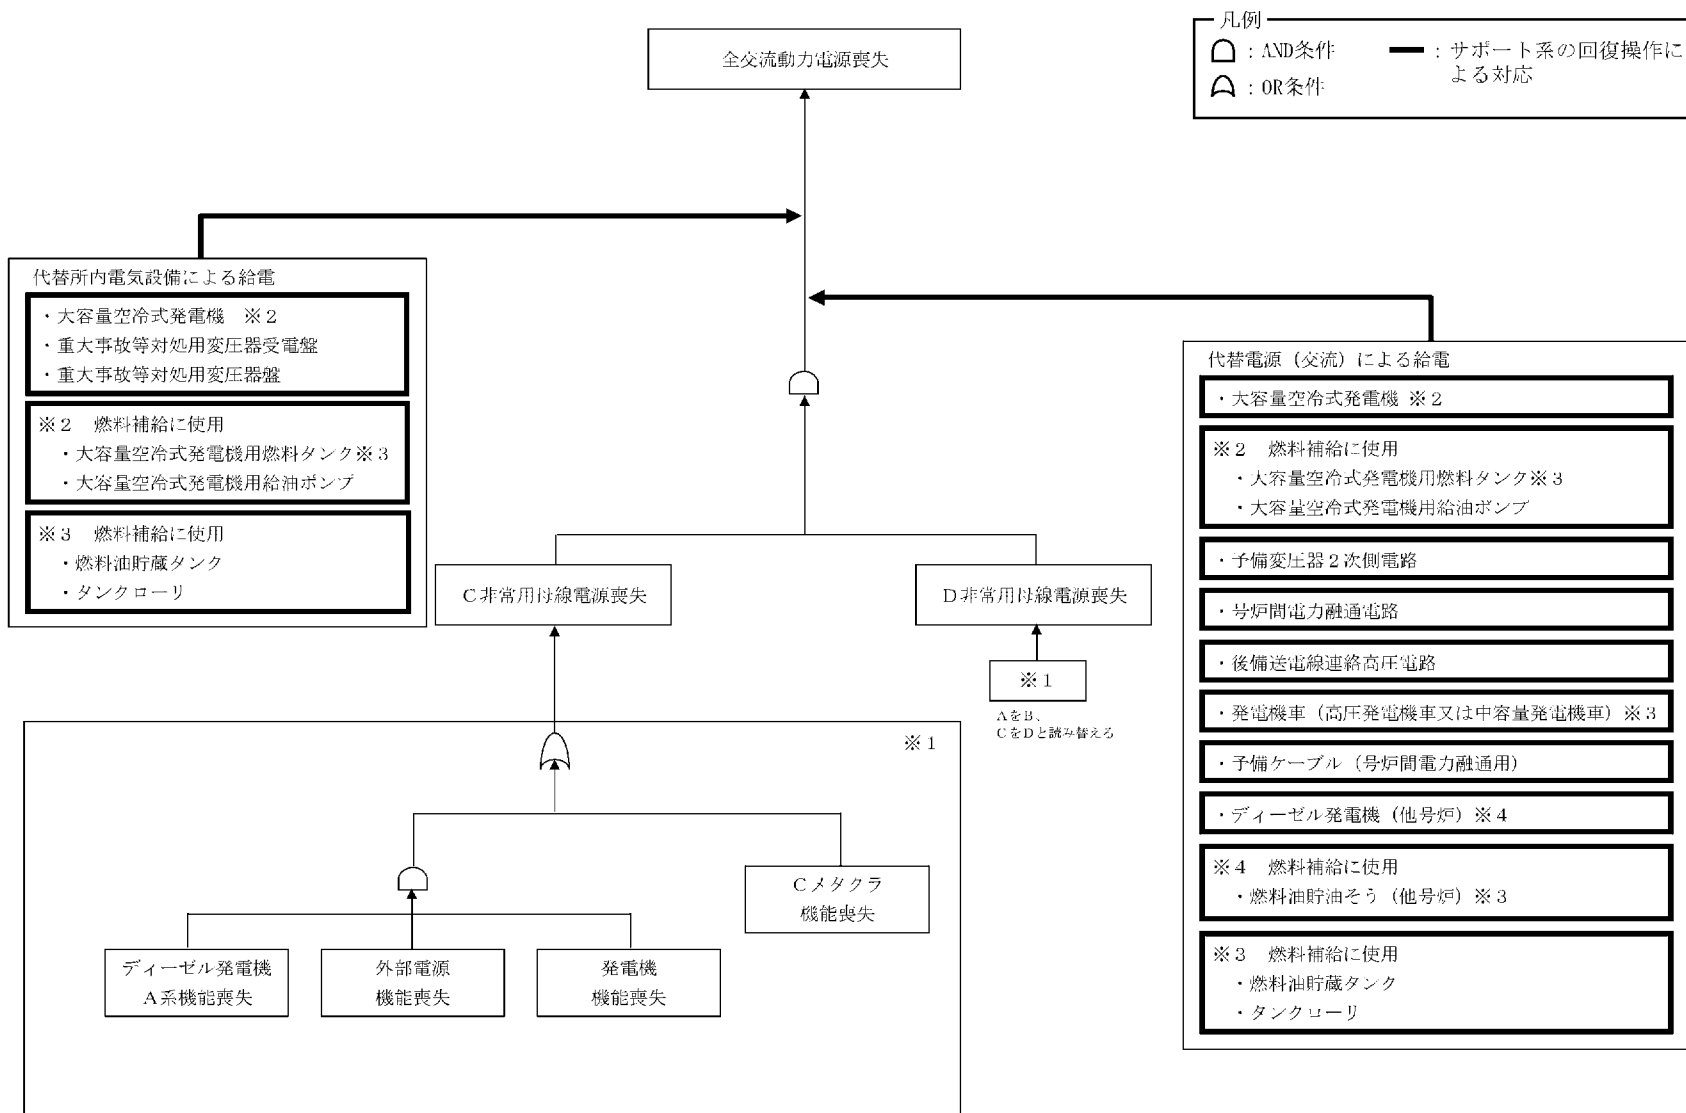 凡例
：AND条件
：OR条件
：サポート系の回復操作に
よる対応
全交流動力電源喪失
代替所内電気設備による給電
・大容量空冷式発電機　※２
・重大事故等対処用変圧器受電盤
・重大事故等対処用変圧器盤
※２　燃料補給に使用
・大容量空冷式発電機用燃料タンク※３
・大容量空冷式発電機用給油ポンプ
※３　燃料補給に使用
・燃料油貯蔵タンク
・タンクローリ
代替電源（交流）による給電
・大容量空冷式発電機 ※２
※２　燃料補給に使用
・大容量空冷式発電機用燃料タンク※３
・大容量空冷式発電機用給油ポンプ
・予備変圧器２次側電路
・号炉間電力融通電路
・後備送電線連絡高圧電路
・発電機車（高圧発電機車又は中容量発電機車）※３
・予備ケーブル（号炉間電力融通用）
・ディーゼル発電機（他号炉）※４
※４　燃料補給に使用
・燃料油貯油そう（他号炉）※３
※３　燃料補給に使用
・燃料油貯蔵タンク
・タンクローリ
Ｃ非常用母線電源喪失
Ｄ非常用母線電源喪失
※１
ＡをＢ、
ＣをＤと読み替える
※１
Ｃメタクラ
機能喪失
ディーゼル発電機
Ａ系機能喪失
外部電源
機能喪失
発電機
機能喪失